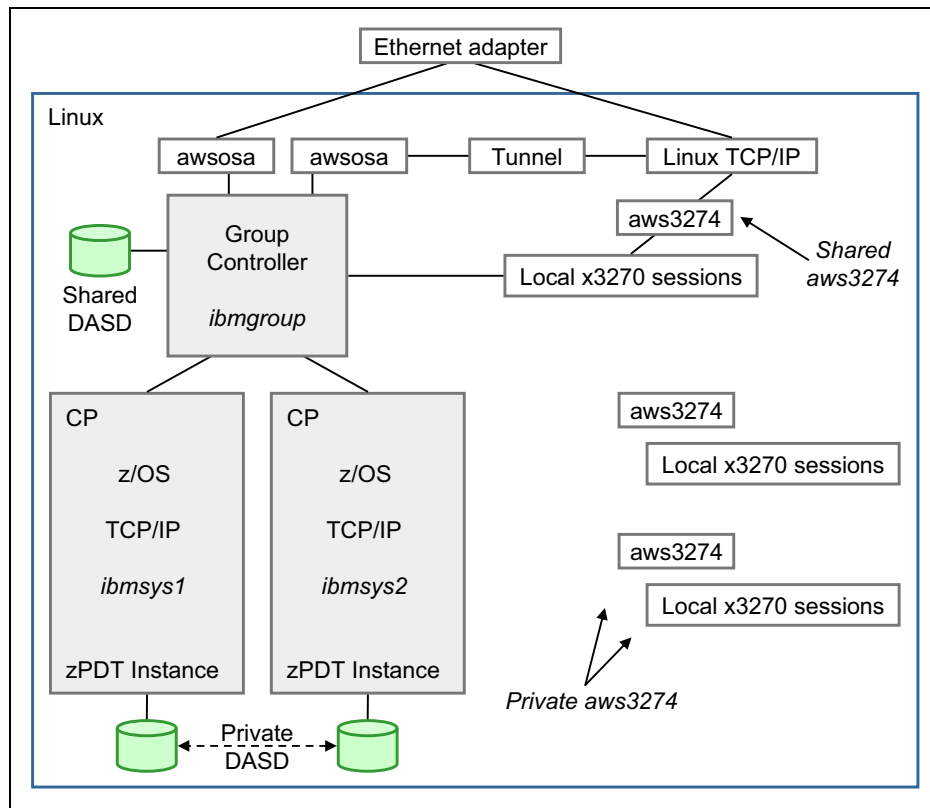 Ethernet adapter
Linux
awsosa
awsosa
Tunnel
Linux TCP/IP
aws3274
Shared
aws3274
Group
Controller
ibmgroup
Shared
DASD
Local x3270 sessions
CP
z/OS
TCP/IP
ibmsys1
zPDT Instance
CP
z/OS
TCP/IP
ibmsys2
zPDT Instance
aws3274
Local x3270 sessions
aws3274
Local x3270 sessions
Private aws3274
Private
DASD